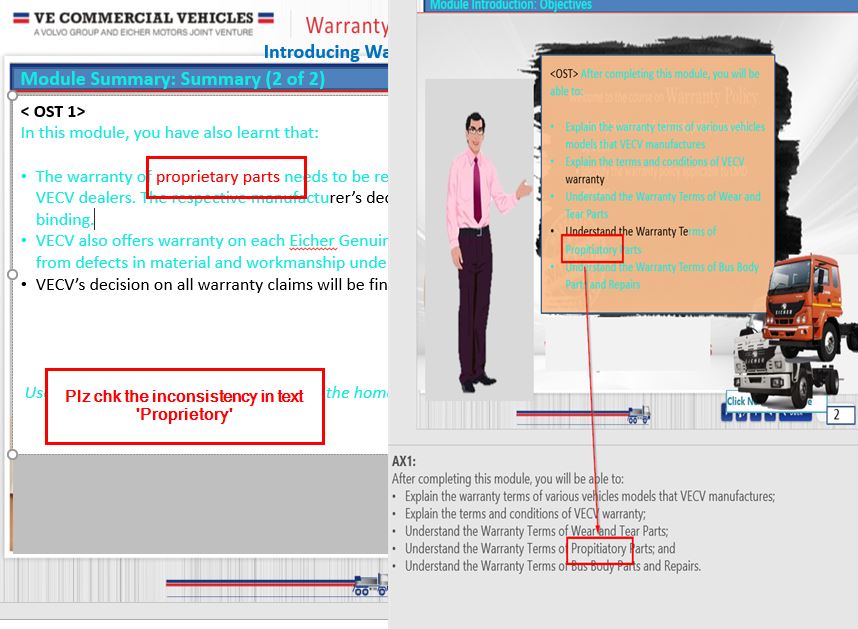 VE COMMERCIAL VEHICLES
A VOLVO GROUP AND EICHER MOTORS JOINT VENTURE
Warranty
Introducing Wa
Module Summary: Summary (2 of 2)
< OST 1>
In this module, you have also learnt that:
• The warranty of proprietary parts needs to be re
VECV dealers. The respective manufacturer's dec
binding.
• VECV also offers warranty on each Eicher Genui
from defects in material and workmanship unde
• VECV's decision on all warranty claims will be fin
the hom
Plz chk the inconsistency in text
'Proprietory'
Module Introduction: Objectives
<OST> After completing this module, you will be
able to:
• Explain the warranty terms of various vehicles
models that VECV manufactures
• Explain the terms and conditions of VECV
warranty
• Understand the Warranty Terms of Wear and
Tear Parts
• Understand the Warranty Terms of
Propitiatory Parts
• Understand the Warranty Terms of Bus Body
Parts and Repairs
EICHER
EICHER
Click N
2
AX1:
After completing this module, you will be able to:
• Explain the warranty terms of various vehicles models that VECV manufactures;
• Explain the terms and conditions of VECV warranty;
• Understand the Warranty Terms of Wear and Tear Parts;
• Understand the Warranty Terms of Propitiatory Parts; and
• Understand the Warranty Terms of Bus Body Parts and Repairs.